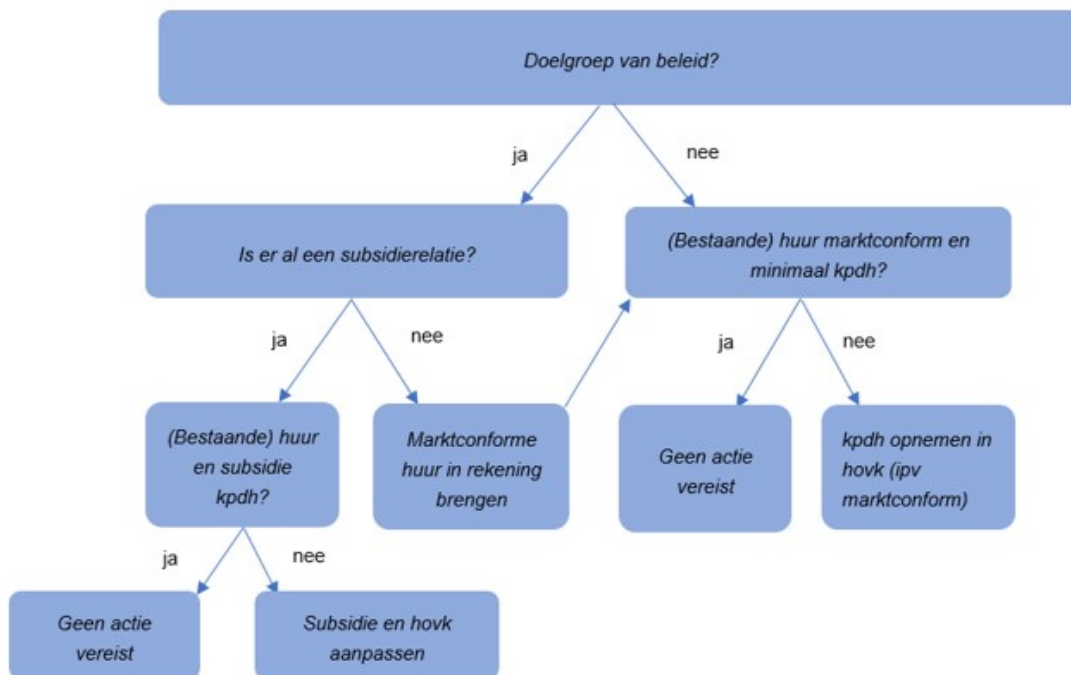 Doelgroep van beleid?
ja
nee
Is er al een subsidierelatie?
(Bestaande) huur marktconform en
minimaal kpdh?
ja
nee
ja
nee
(Bestaande) huur
en subsidie
kpdh?
Marktconforme
huur in rekening
brengen
Geen actie
vereist
kpdh opnemen in
hovk (ipv
marktconform)
ja
nee
Geen actie
vereist
Subsidie en hovk
aanpassen